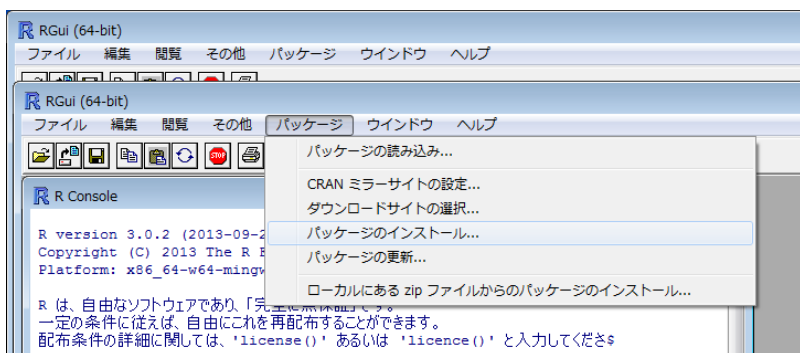 RGui (64-bit)
ファイル 編集 閲覧 その他 パッケージ ウインドウ ヘルプ
RGui (64-bit)
ファイル 編集 閲覧 その他 パッケージ ウインドウ ヘルプ
STOP
パッケージの読み込み...
CRAN ミラーサイトの設定...
ダウンロードサイトの選択...
パッケージのインストール...
パッケージの更新...
ローカルにある zip ファイルからのパッケージのインストール...
R Console
R version 3.0.2 (2013-09-2
Copyright (C) 2013 The R
Platform: x86_64-w64-mingw
R は、自由なソフトウェアであり、「完全に無保証」です。
一定の条件に従えば、自由にこれを再配布することができます。
配布条件の詳細に関しては、'license()' あるいは 'licence()' と入力してくださ$